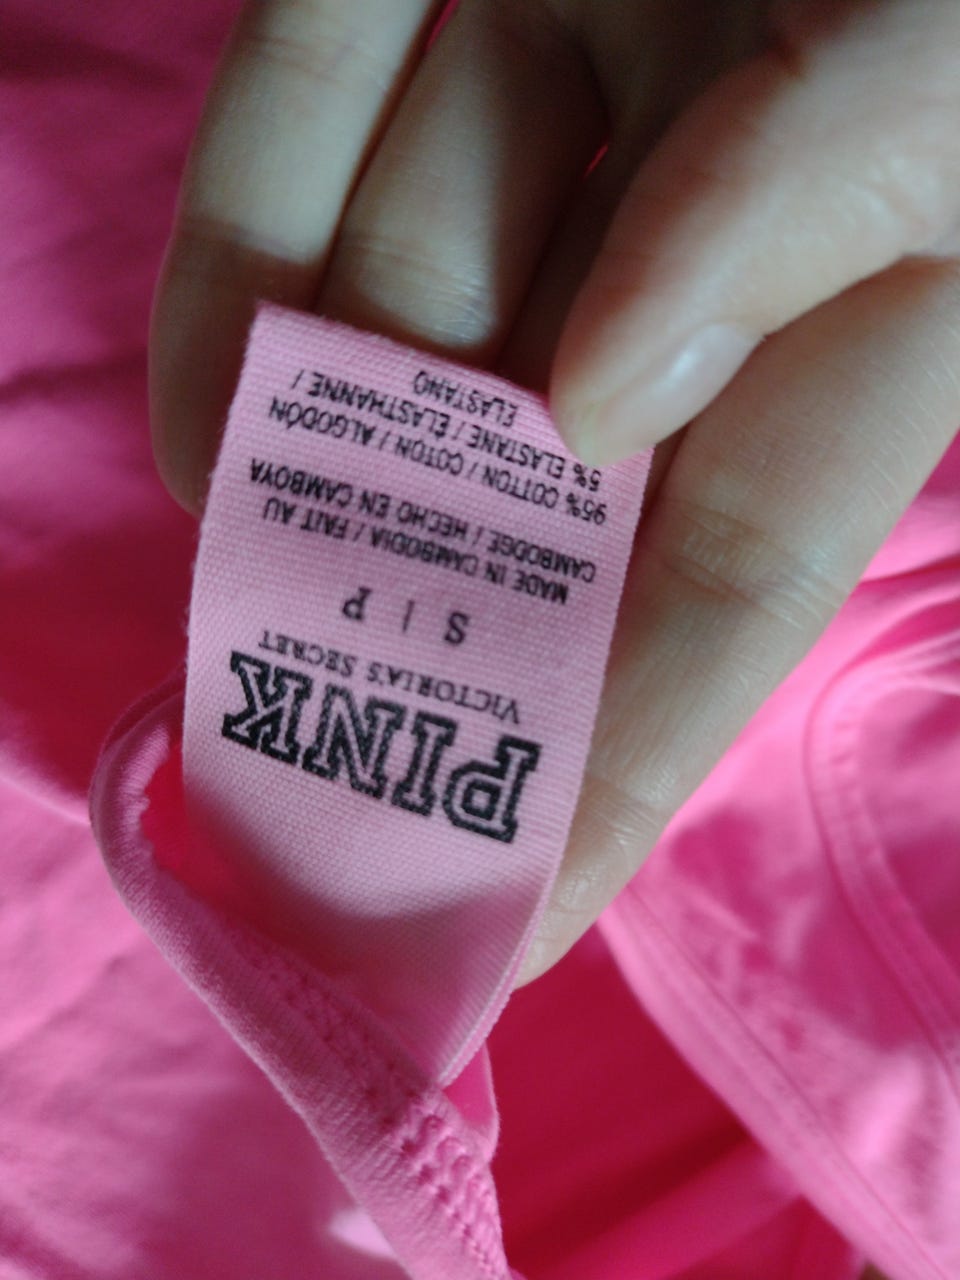 PINK
VICTORIA'S SECRET
S | P
MADE IN CAMBODIA / FAIT AU
CAMBODGE / HECHO EN CAMBOYA
95% COTTON / COTON / ALGODÓN
5% ELASTANE / ÉLASTHANNE /
ELASTANO